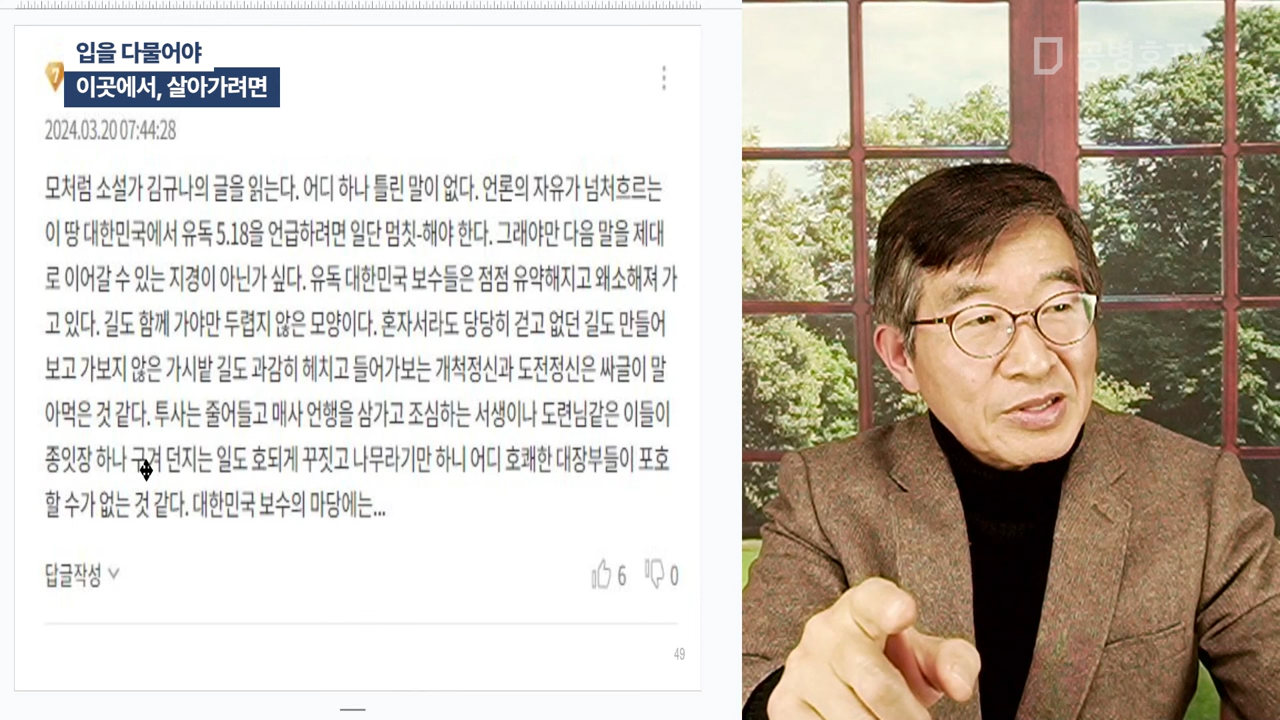 입을 다물어야
이곳에서, 살아가려면
7
2024.03.20 07:44:28
모처럼 소설가 김규나의 글을 읽는다. 어디 하나 틀린 말이 없다. 언론의 자유가 넘처흐르는
이 땅 대한민국에서 유독 5.18을 언급하려면 일단 멈칫-해야 한다. 그래야만 다음 말을 제대
로 이어갈 수 있는 지경이 아닌가 싶다. 유독 대한민국 보수들은 점점 유약해지고 왜소해져 가
고 있다. 길도 함께 가야만 두렵지 않은 모양이다. 혼자서라도 당당히 걷고 없던 길도 만들어
보고 가보지 않은 가시밭 길도 과감히 헤치고 들어가보는 개척정신과 도전정신은 싸글이 말
아먹은 것 같다. 투사는 줄어들고 매사 언행을 삼가고 조심하는 서생이나 도련님같은 이들이
종잇장 하나 구겨 던지는 일도 호되게 꾸짓고 나무라기만 하니 어디 호쾌한 대장부들이 포호
할 수가 없는 것 같다. 대한민국 보수의 마당에는...
답글작성
6
0
49
공병호TV